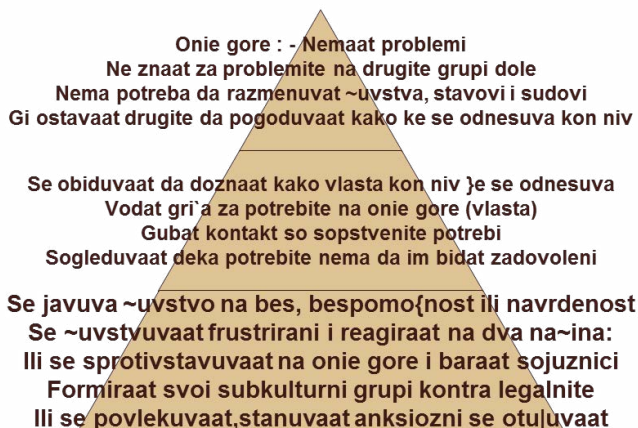 Onie gore : - Nemaat problemi
Ne znaat za problemite na drugite grupi dole
Nema potreba da razmenuvat ~uvstva, stavovi i sudovi
Gi ostavaat drugite da pogoduvaat kako ke se odnesuva kon niv
Se obiduvaat da doznaat kako vlasta kon niv }e se odnesuva
Vodat gri`a za potrebite na onie gore (vlasta)
Gubat kontakt so sopstvenite potrebi
Sogleduvaat deka potrebite nema da im bidat zadovoleni
Se javuva ~uvstvo na bes, bespomo{nost ili navrdenost
Se ~uvstvuvaat frustrirani i reagiraat na dva na~ina:
Ili se sprotivstavuvaat na onie gore i baraat sojuznici
Formiraat svoi subkulturni grupi kontra legalnite
Ili se povlekuvaat,stanuvaat anksiozni se otu|uvaat